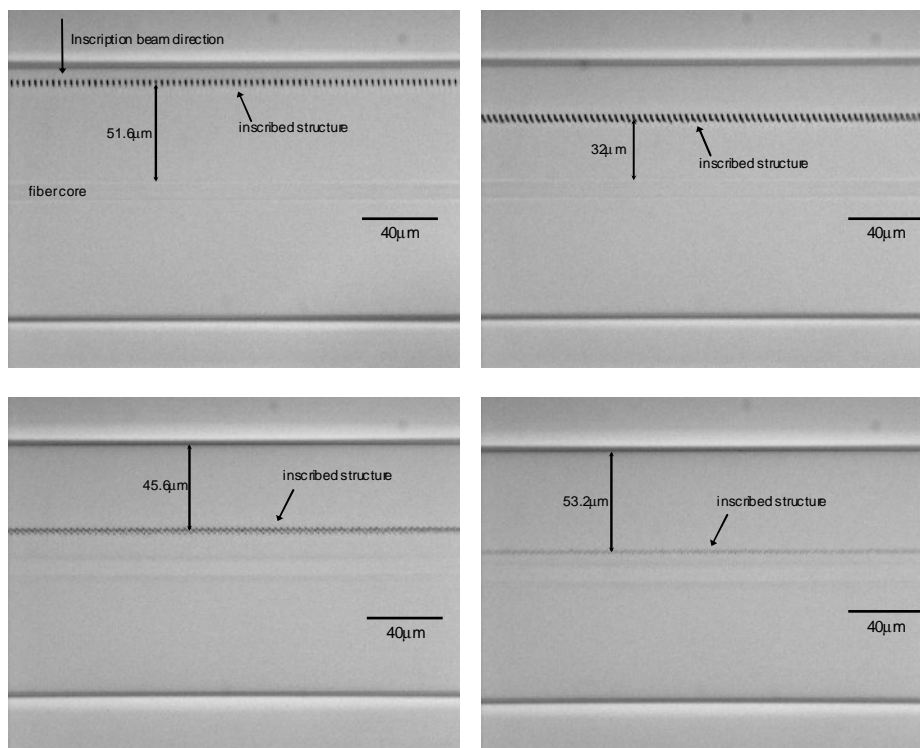 Inscription beam direction
inscribed structure
51.6µm
fiber core
40µm
inscribed structure
32µm
40µm
inscribed structure
45.6µm
40µm
inscribed structure
53.2µm
40µm